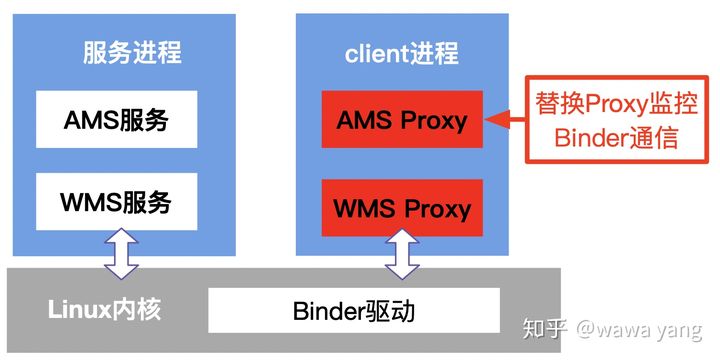 服务进程
AMS服务
WMS服务
client进程
AMS Proxy
WMS Proxy
替换Proxy监控
Binder通信
Linux内核
Binder驱动
知乎 @wawa yang